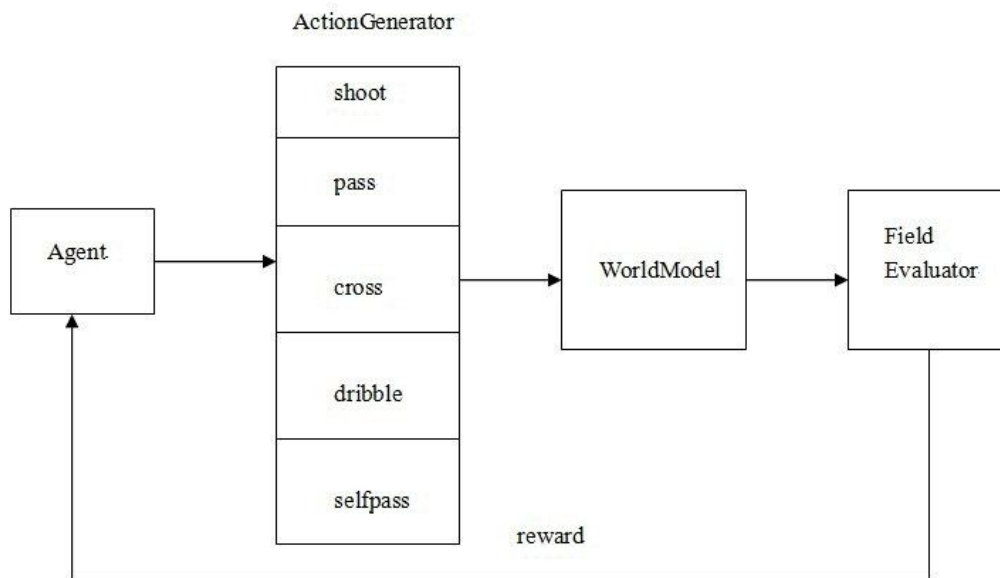 ActionGenerator
shoot
pass
Agent
cross
dribble
selfpass
WorldModel
Field
Evaluator
reward